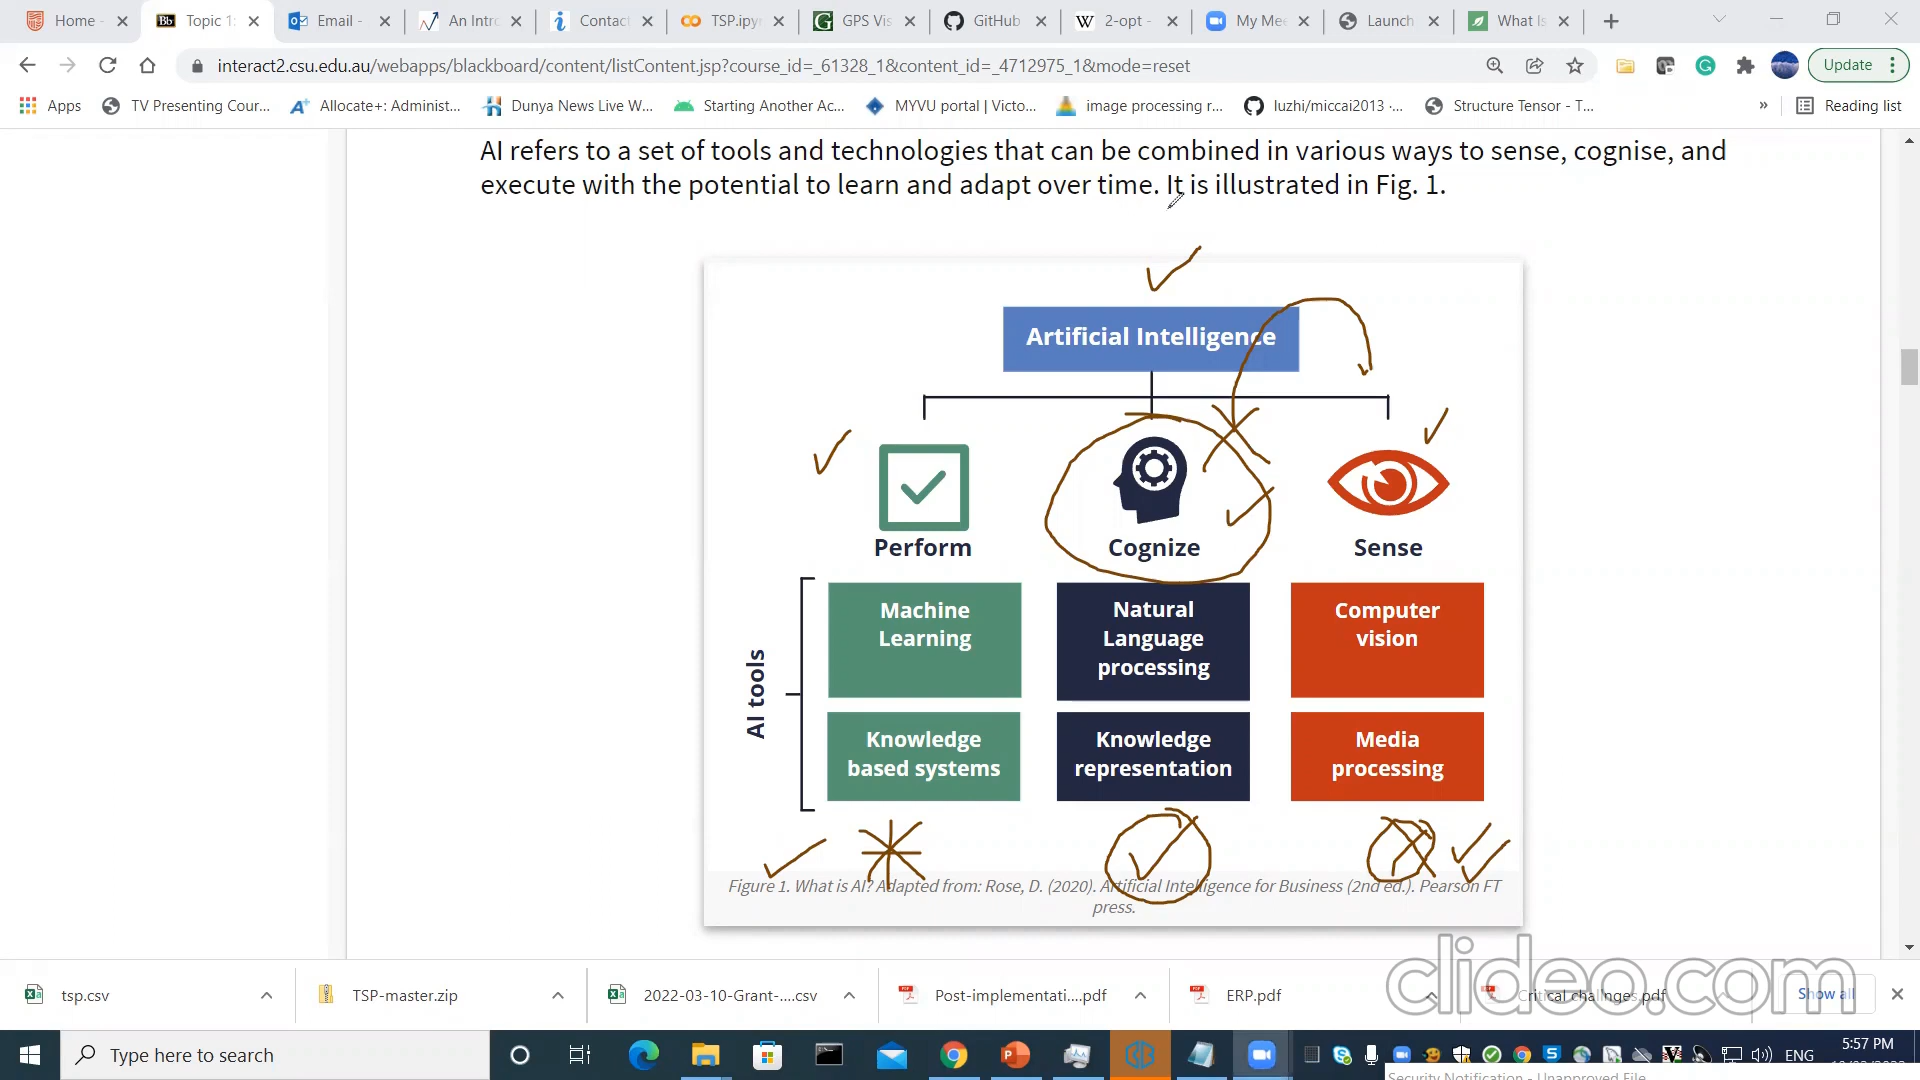 Home -
Topic 1:
Email -
An Intro
Contact
TSP.ipyn
GPS Vis
GitHub
2-opt -
My Mee
Launch
What Is
interact2.csu.edu.au/webapps/blackboard/content/listContent.jsp?course_id=_61328_1&content_id=_4712975_1&mode=reset
Update
Apps
TV Presenting Cour...
Allocate+: Administ...
Dunya News Live W...
Starting Another Ac...
MYVU portal | Victo...
image processing r...
luzhi/miccai2013 ·...
Structure Tensor - T...
»
Reading list
AI refers to a set of tools and technologies that can be combined in various ways to sense, cognise, and
execute with the potential to learn and adapt over time. It is illustrated in Fig. 1.
Artificial Intelligence
Perform
Cognize
Sense
AI tools
Machine
Learning
Natural
Language
processing
Computer
vision
Knowledge
based systems
Knowledge
representation
Media
processing
Figure 1. What is AI? Adapted from: Rose, D. (2020). Artificial Intelligence for Business (2nd ed.). Pearson FT
press.
clideo.com
tsp.csv
TSP-master.zip
2022-03-10-Grant-....csv
Post-implementati....pdf
ERP.pdf
Critical challnges.pdf
Show all
Type here to search
ENG
5:57 PM
Security Notification - Unapproved File